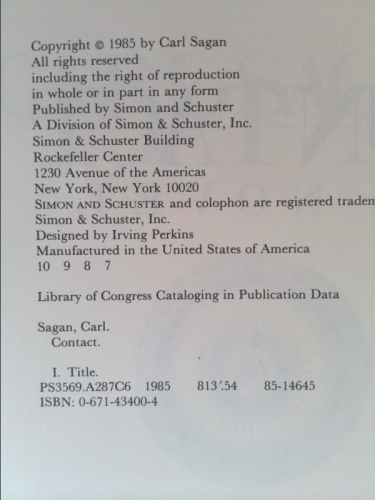 Copyright © 1985 by Carl Sagan
All rights reserved
including the right of reproduction
in whole or in part in any form
Published by Simon and Schuster
A Division of Simon & Schuster, Inc.
Simon & Schuster Building
Rockefeller Center
1230 Avenue of the Americas
New York, New York 10020
SIMON AND SCHUSTER and colophon are registered tradem
Simon & Schuster, Inc.
Designed by Irving Perkins
Manufactured in the United States of America
10 9 8 7
Library of Congress Cataloging in Publication Data
Sagan, Carl.
Contact.
I. Title.
PS3569.A287C6 1985 813'.54 85-14645
ISBN: 0-671-43400-4